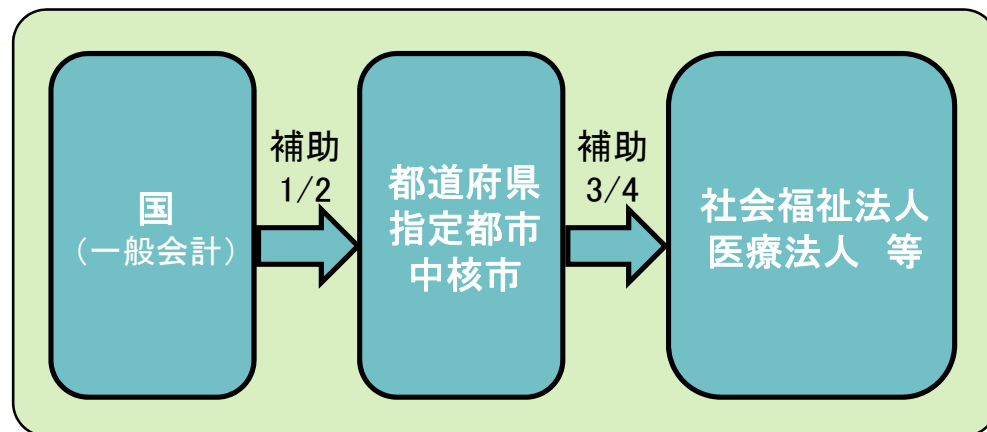 国
（一般会計）
補助
1/2
都道府県
指定都市
中核市
補助
3/4
社会福祉法人
医療法人　等